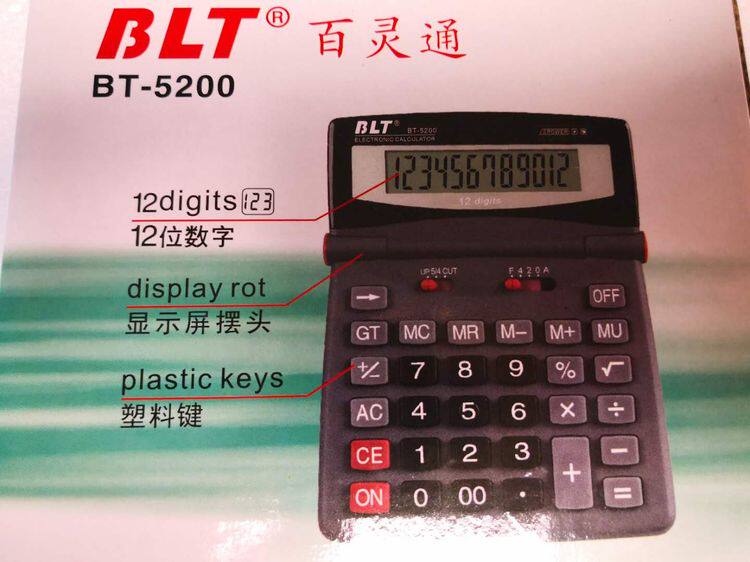 BLT® 百灵通
BT-5200
BLT®
BT-5200
ELECTRONIC CALCULATOR
123456789012
12 digits
12digits 123
12位数字
display rot
显示屏摆头
plastic keys
塑料键
UP 5/4 CUT
F 4 2 0 A
→ OFF
GT MC MR M− M+ MU
+/− 7 8 9 % √
AC 4 5 6 × ÷
CE 1 2 3 + −
ON 0 00 · =